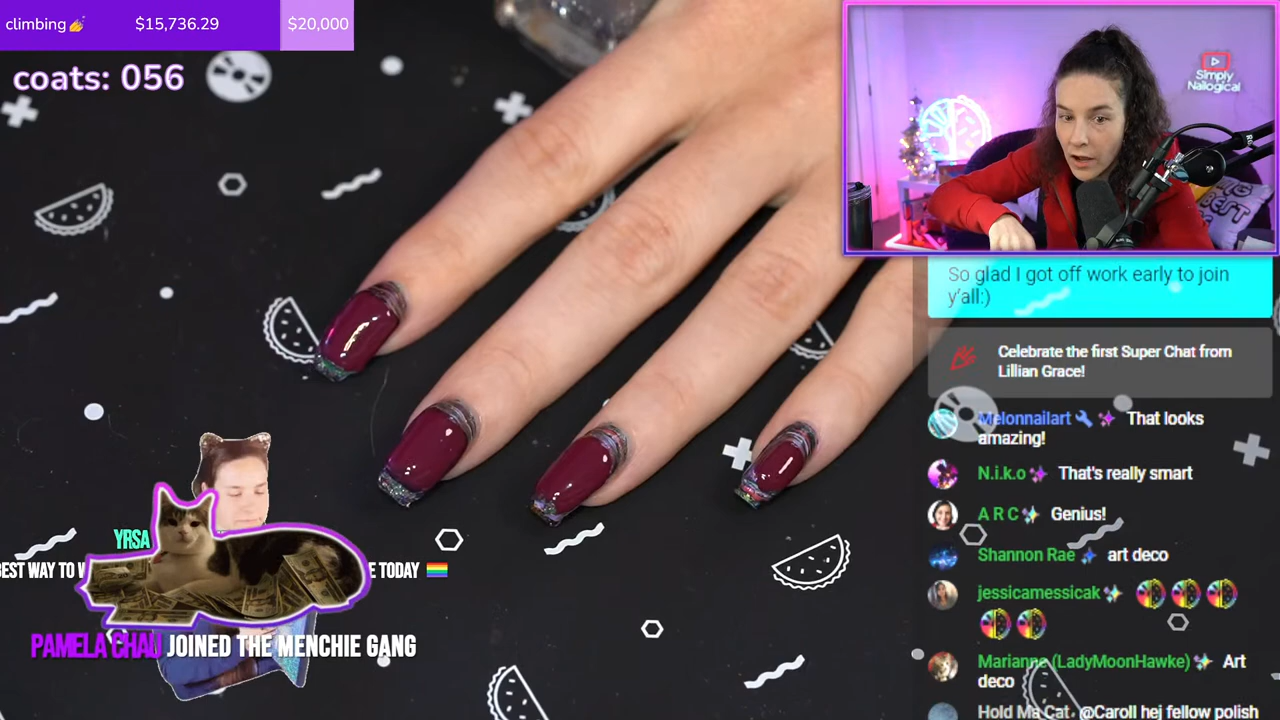 climbing💅 $15,736.29 $20,000
coats: 056
Simply
Nailogical
So glad I got off work early to join
y'all:)
Celebrate the first Super Chat from
Lillian Grace!
Melonnailart🔧✨ That looks
amazing!
N.i.k.o✨ That's really smart
A R C✨ Genius!
Shannon Rae✨ art deco
jessicamessicak✨
Marianne (LadyMoonHawke)✨ Art
deco
Hold Ma Cat @Caroll hej fellow polish
YRSA
BEST WAY TO TODAY 🏳️‍🌈
PAMELA CHAU JOINED THE MENCHIE GANG